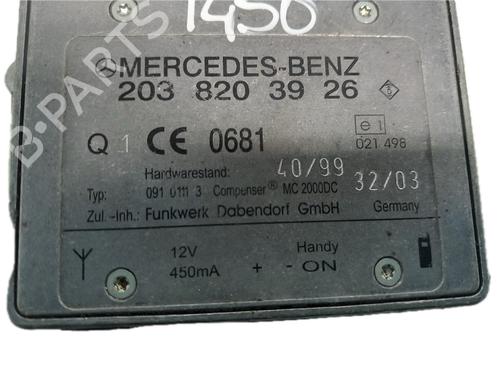 1450
B-PARTS
MERCEDES-BENZ
203 820 39 26
Q 1 CE 0681
e1
021 498
Hardwarestand: 40/99
Typ: 091 0111 3 Compenser® MC 2000DC 32/03
Zul.-Inh.: Funkwerk Dabendorf GmbH Germany
12V Handy
450mA + - ON